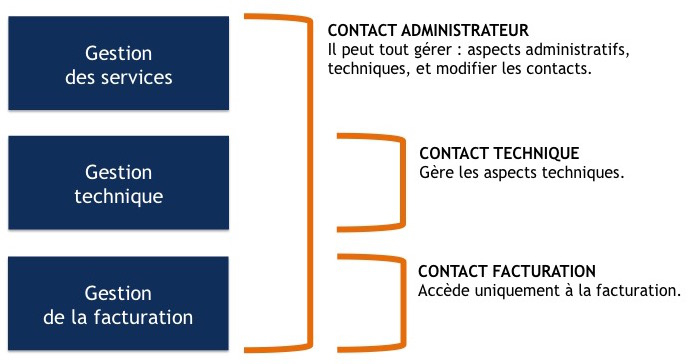 Gestion
des services
CONTACT ADMINISTRATEUR
Il peut tout gérer : aspects administratifs,
techniques, et modifier les contacts.
Gestion
technique
CONTACT TECHNIQUE
Gère les aspects techniques.
Gestion
de la facturation
CONTACT FACTURATION
Accède uniquement à la facturation.